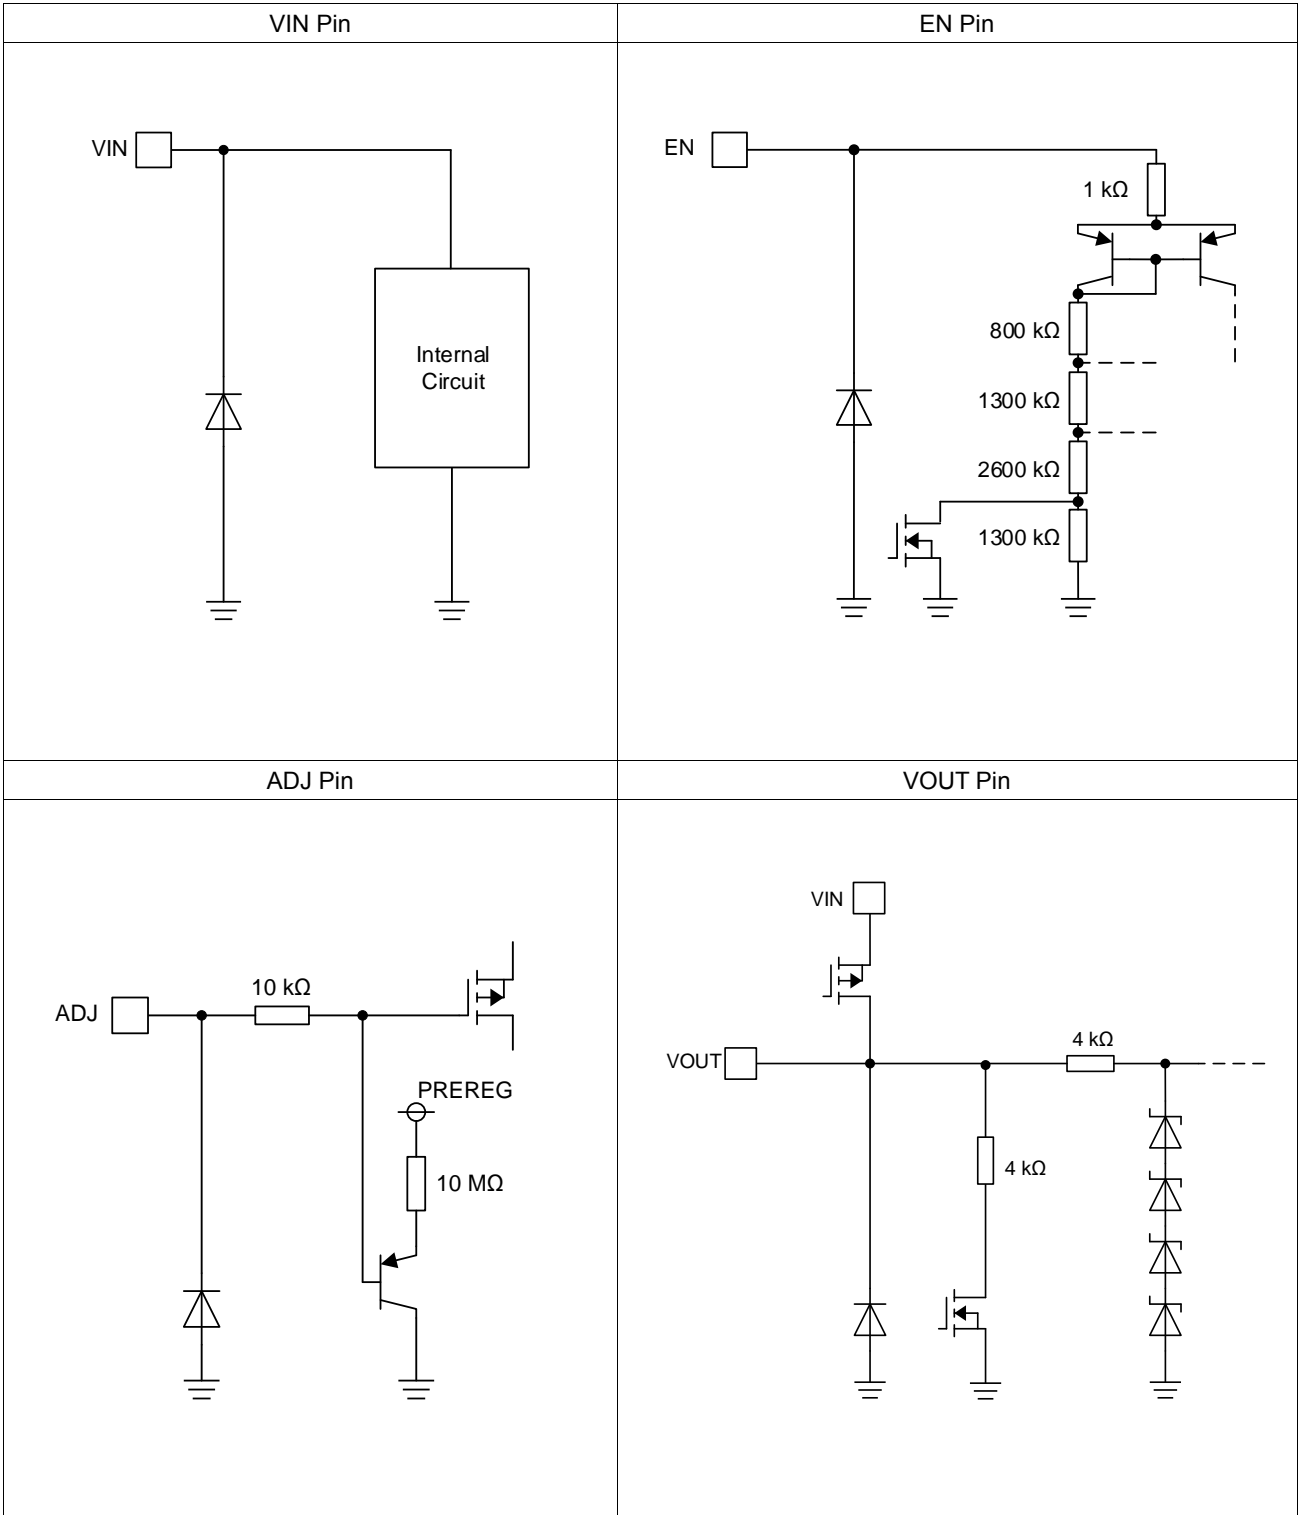 VIN Pin
EN Pin
VIN
Internal
Circuit
EN
1 kΩ
800 kΩ
1300 kΩ
2600 kΩ
1300 kΩ
ADJ Pin
VOUT Pin
ADJ
10 kΩ
PREREG
10 MΩ
VIN
VOUT
4 kΩ
4 kΩ